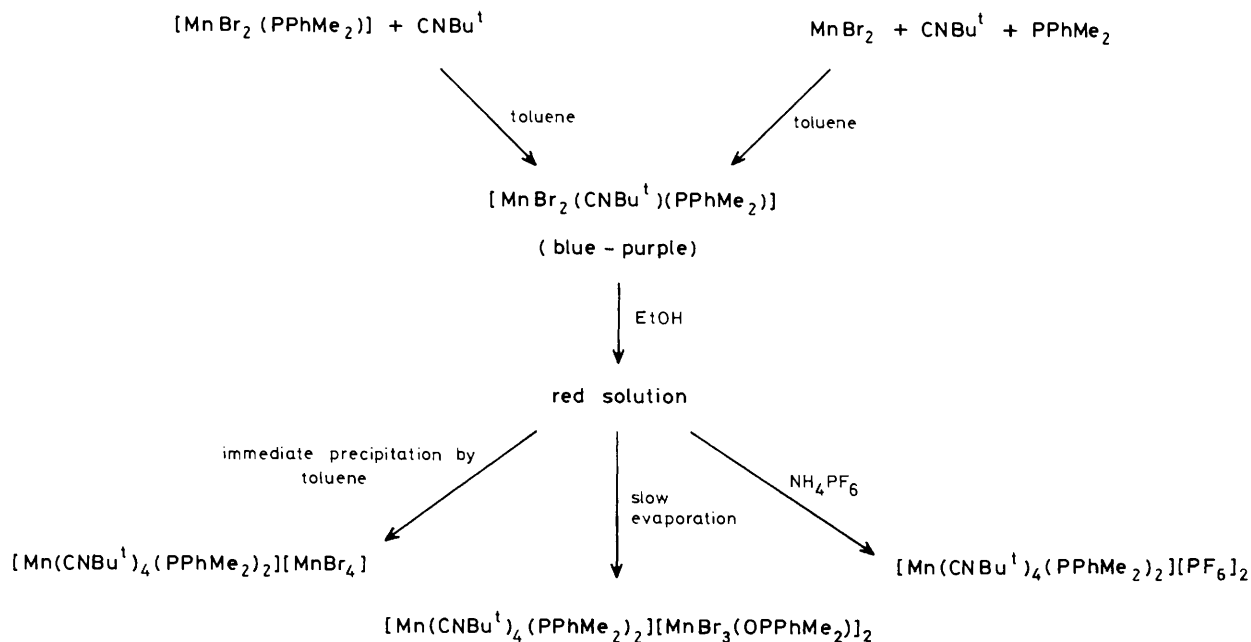 [MnBr₂(PPhMe₂)] + CNBuᵗ
MnBr₂ + CNBuᵗ + PPhMe₂
toluene
toluene
[MnBr₂(CNBuᵗ)(PPhMe₂)]
(blue-purple)
EtOH
red solution
immediate precipitation by
toluene
slow
evaporation
NH₄PF₆
[Mn(CNBuᵗ)₄(PPhMe₂)₂][MnBr₄]
[Mn(CNBuᵗ)₄(PPhMe₂)₂][PF₆]₂
[Mn(CNBuᵗ)₄(PPhMe₂)₂][MnBr₃(OPPhMe₂)]₂